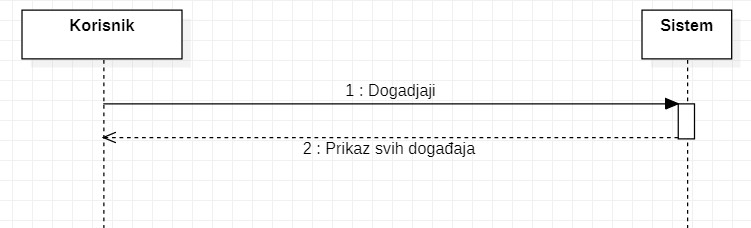 Korisnik
Sistem
1 : Dogadjaji
2 : Prikaz svih događaja